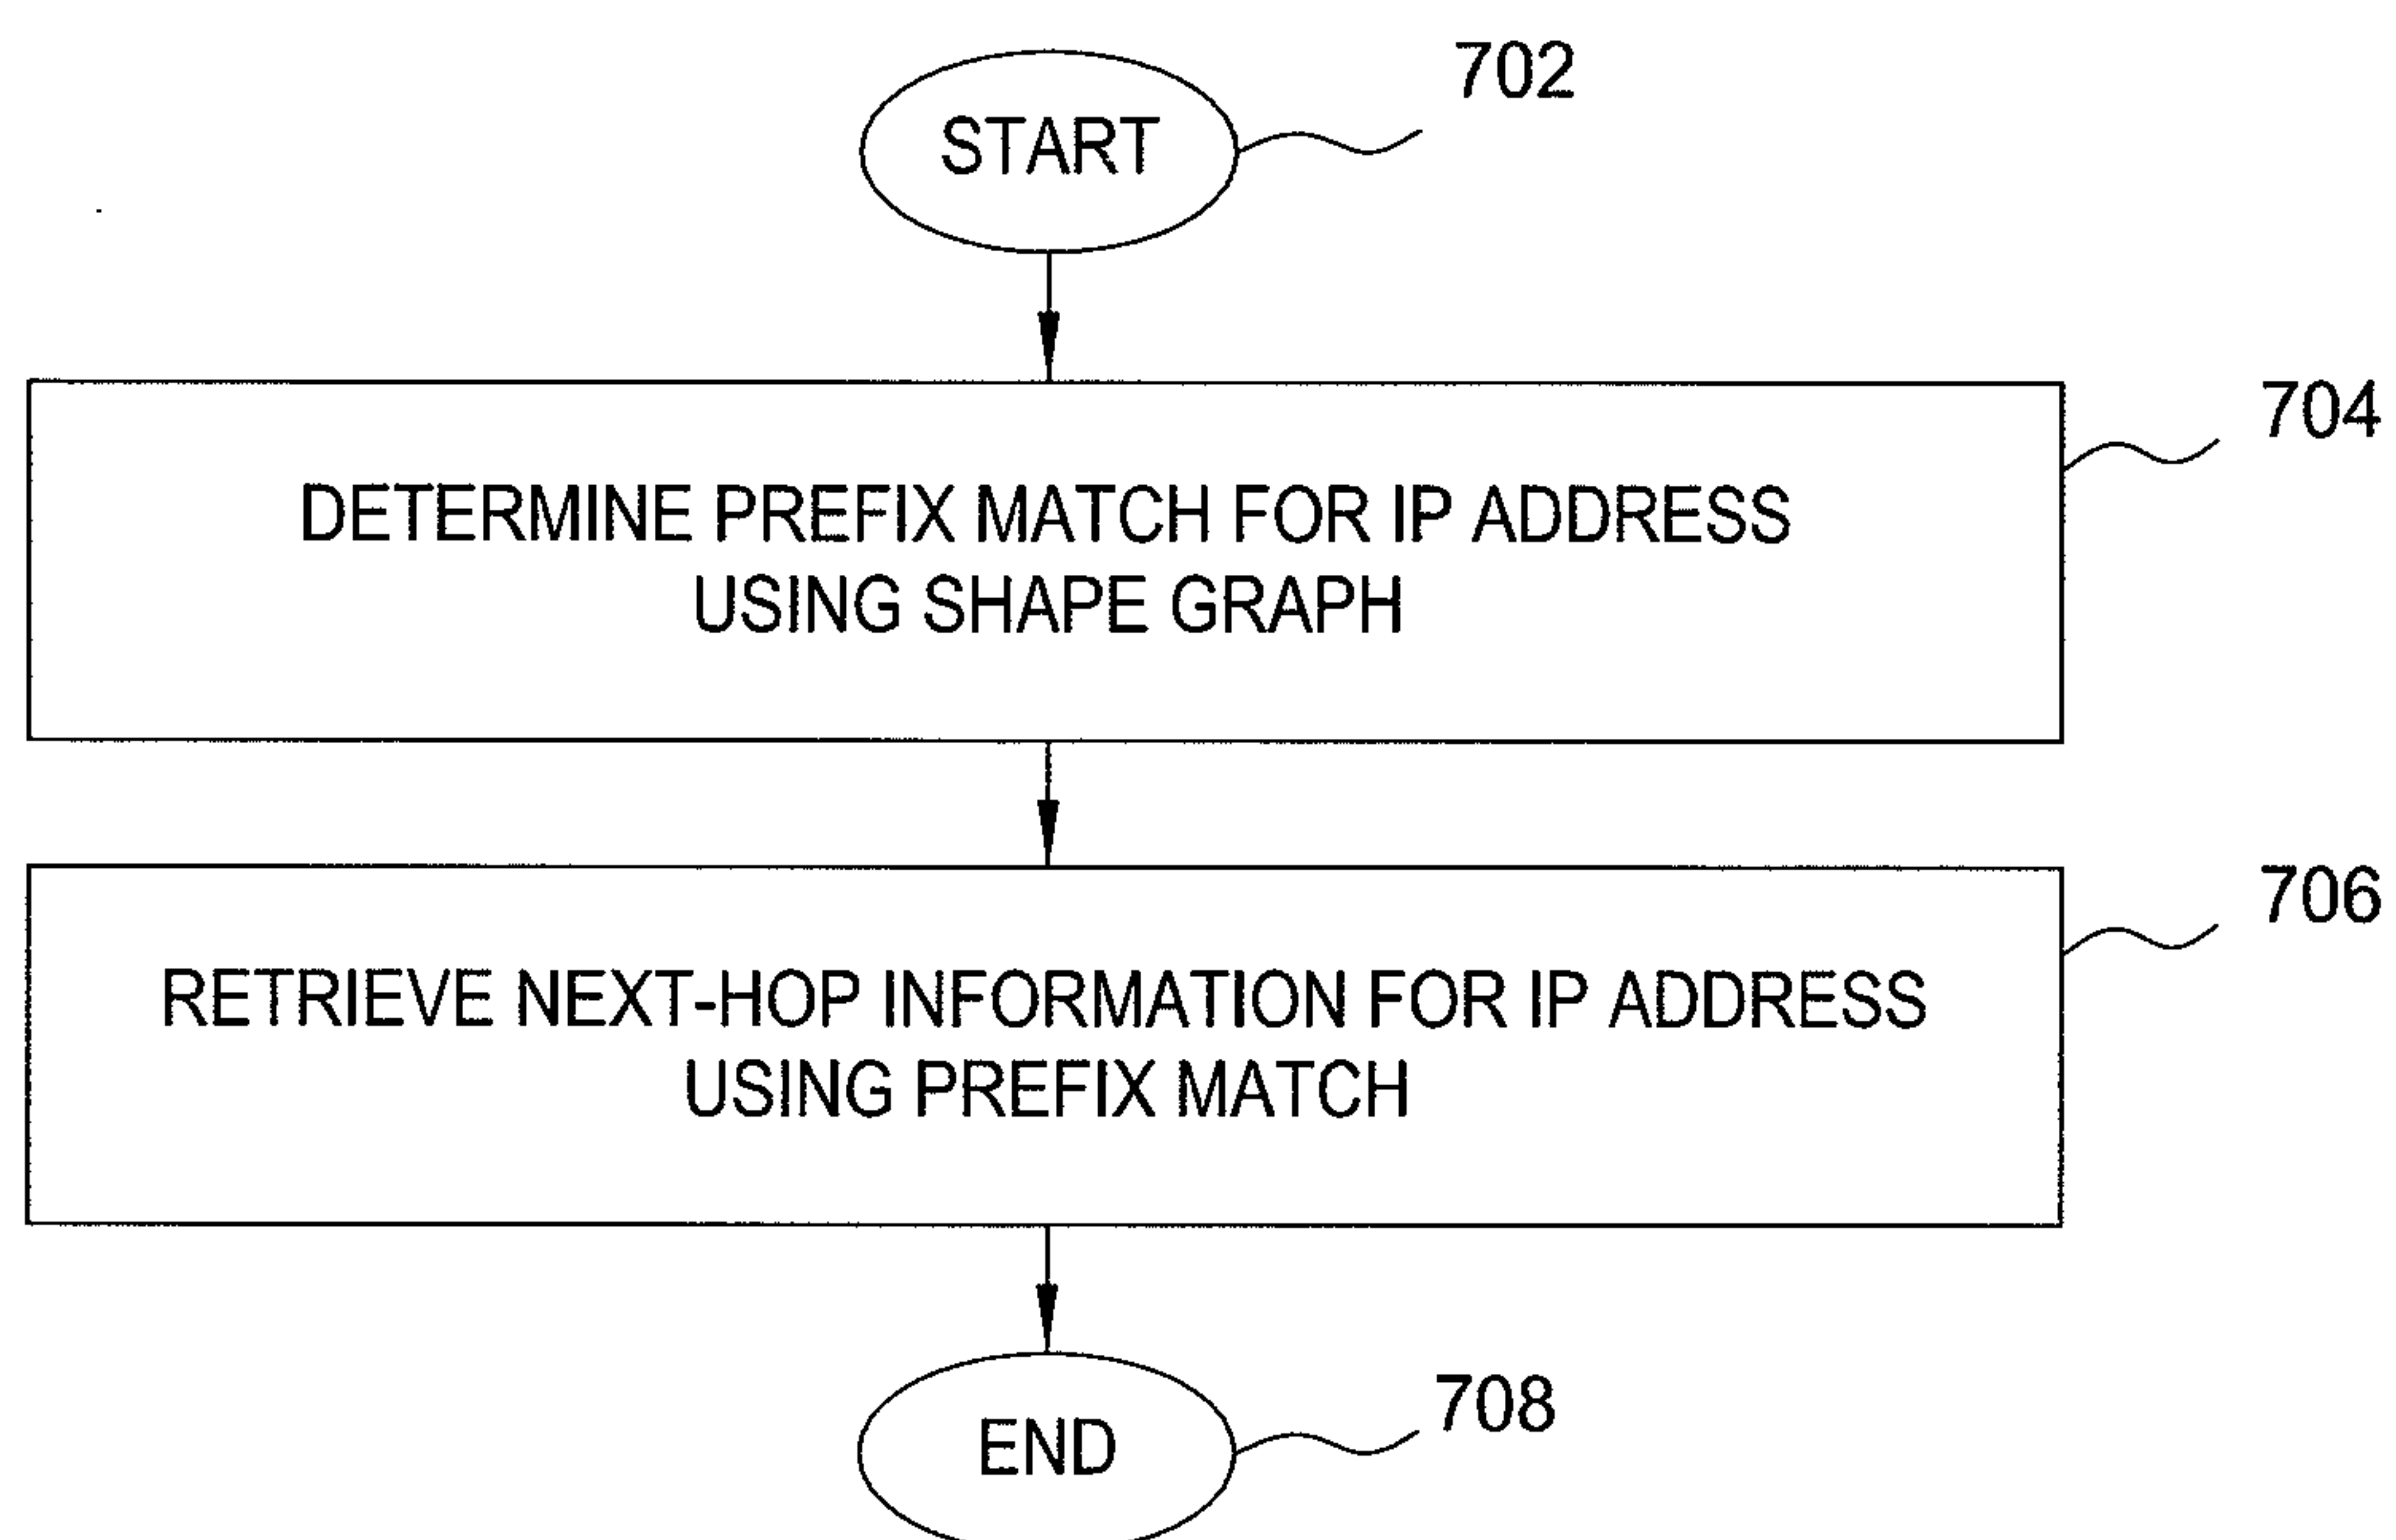 702
START
704
DETERMINE PREFIX MATCH FOR IP ADDRESS
USING SHAPE GRAPH
706
RETRIEVE NEXT-HOP INFORMATION FOR IP ADDRESS
USING PREFIX MATCH
708
END